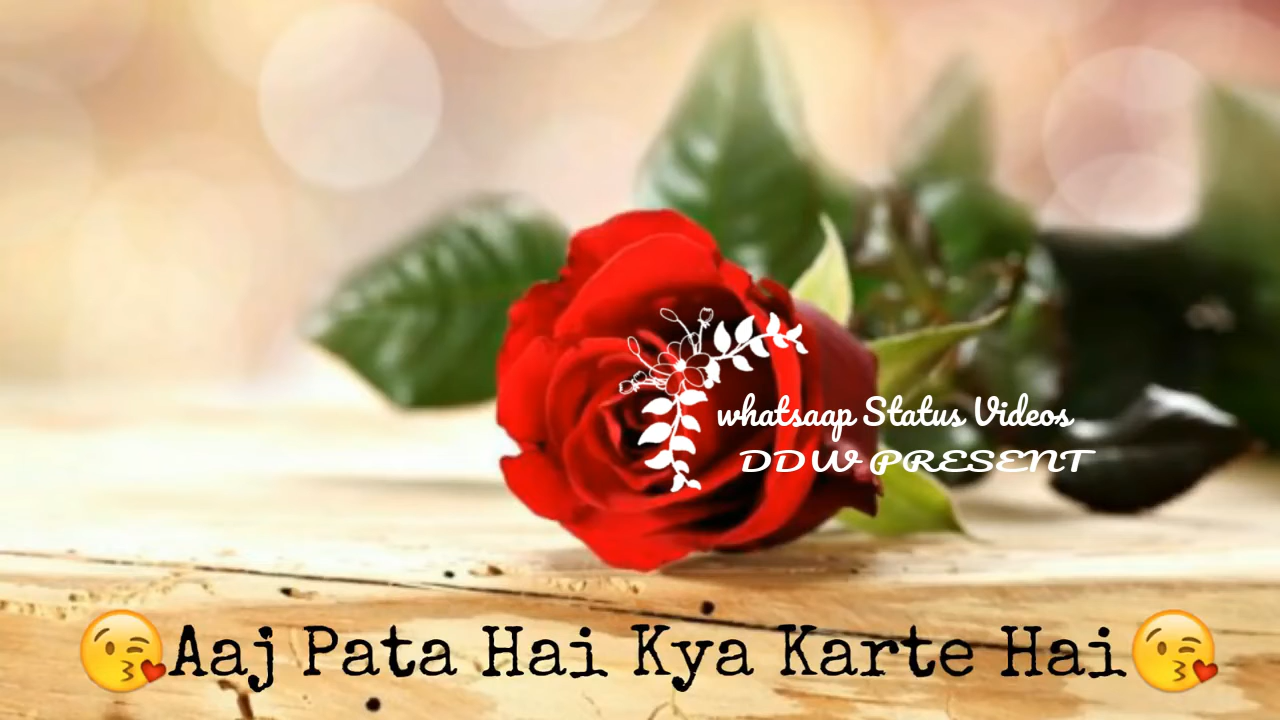 whatsaap Status Videos
DDW PRESENT
😘Aaj Pata Hai Kya Karte Hai😘